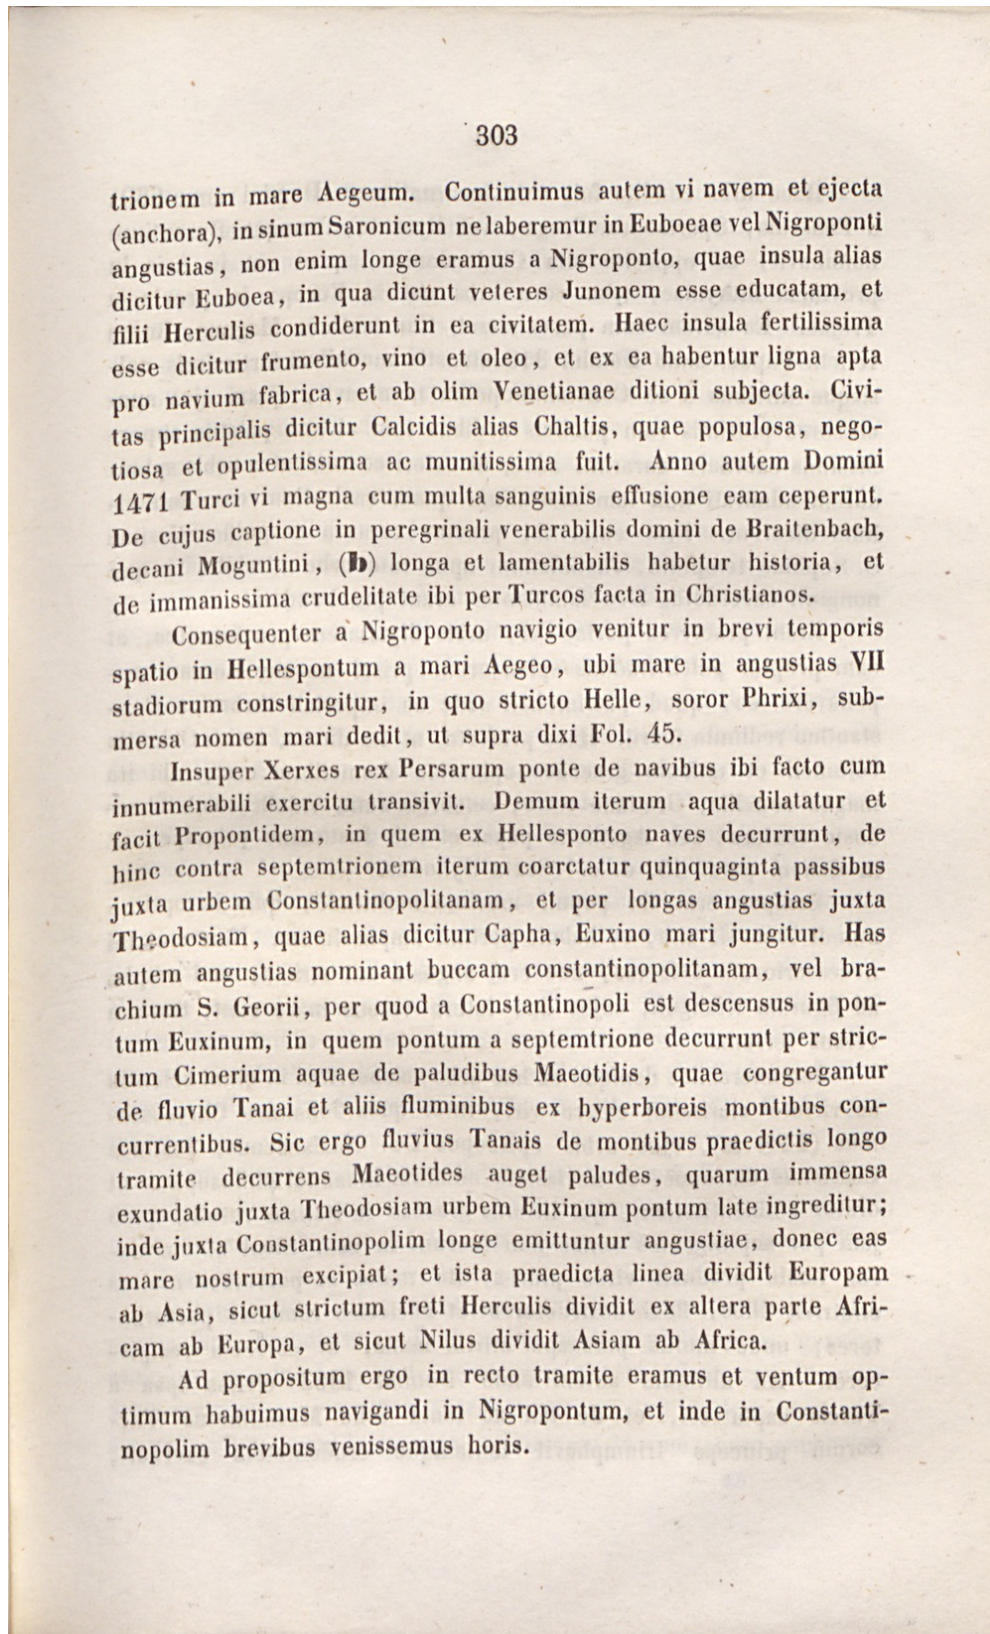 303
trionem in mare Aegeum. Continuimus autem vi navem et ejecta
(anchora), in sinum Saronicum ne laberemur in Euboeae vel Nigroponti
angustias, non enim longe eramus a Nigroponto, quae insula alias
dicitur Euboea, in qua dicunt veteres Junonem esse educatam, et
filii Herculis condiderunt in ea civitatem. Haec insula fertilissima
esse dicitur frumento, vino et oleo, et ex ea habentur ligna apta
pro navium fabrica, et ab olim Venetianae ditioni subjecta. Civi-
tas principalis dicitur Calcidis alias Chaltis, quae populosa, nego-
tiosa et opulentissima ac munitissima fuit. Anno autem Domini
1471 Turci vi magna cum multa sanguinis effusione eam ceperunt.
De cujus captione in peregrinali venerabilis domini de Braitenbach,
decani Moguntini, (b) longa et lamentabilis habetur historia, et
de immanissima crudelitate ibi per Turcos facta in Christianos.
Consequenter a Nigroponto navigio venitur in brevi temporis
spatio in Hellespontum a mari Aegeo, ubi mare in angustias VII
stadiorum constringitur, in quo stricto Helle, soror Phrixi, sub-
mersa nomen mari dedit, ut supra dixi Fol. 45.
Insuper Xerxes rex Persarum ponte de navibus ibi facto cum
innumerabili exercitu transivit. Demum iterum aqua dilatatur et
facit Propontidem, in quem ex Hellesponto naves decurrunt, de
hinc contra septemtrionem iterum coarctatur quinquaginta passibus
juxta urbem Constantinopolitanam, et per longas angustias juxta
Theodosiam, quae alias dicitur Capha, Euxino mari jungitur. Has
autem angustias nominant buccam constantinopolitanam, vel bra-
chium S. Georii, per quod a Constantinopoli est descensus in pon-
tum Euxinum, in quem pontum a septemtrione decurrunt per stric-
tum Cimerium aquae de paludibus Maeotidis, quae congregantur
de fluvio Tanai et aliis fluminibus ex hyperboreis montibus con-
currentibus. Sic ergo fluvius Tanais de montibus praedictis longo
tramite decurrens Maeotides auget paludes, quarum immensa
exundatio juxta Theodosiam urbem Euxinum pontum late ingreditur;
inde juxta Constantinopolim longe emittuntur angustiae, donec eas
mare nostrum excipiat; et ista praedicta linea dividit Europam
ab Asia, sicut strictum freti Herculis dividit ex altera parte Afri-
cam ab Europa, et sicut Nilus dividit Asiam ab Africa.
Ad propositum ergo in recto tramite eramus et ventum op-
timum habuimus navigandi in Nigropontum, et inde in Constanti-
nopolim brevibus venissemus horis.